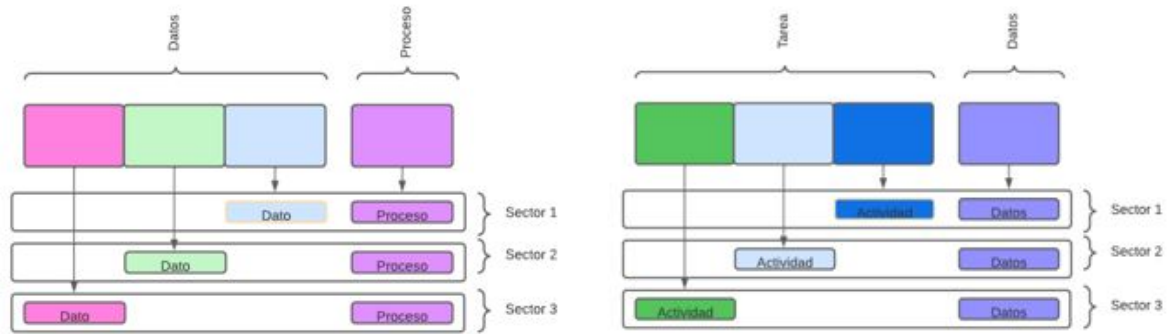 Datos
Proceso
Dato
Proceso
Sector 1
Dato
Proceso
Sector 2
Dato
Proceso
Sector 3
Tarea
Datos
Actividad
Datos
Sector 1
Actividad
Datos
Sector 2
Actividad
Datos
Sector 3